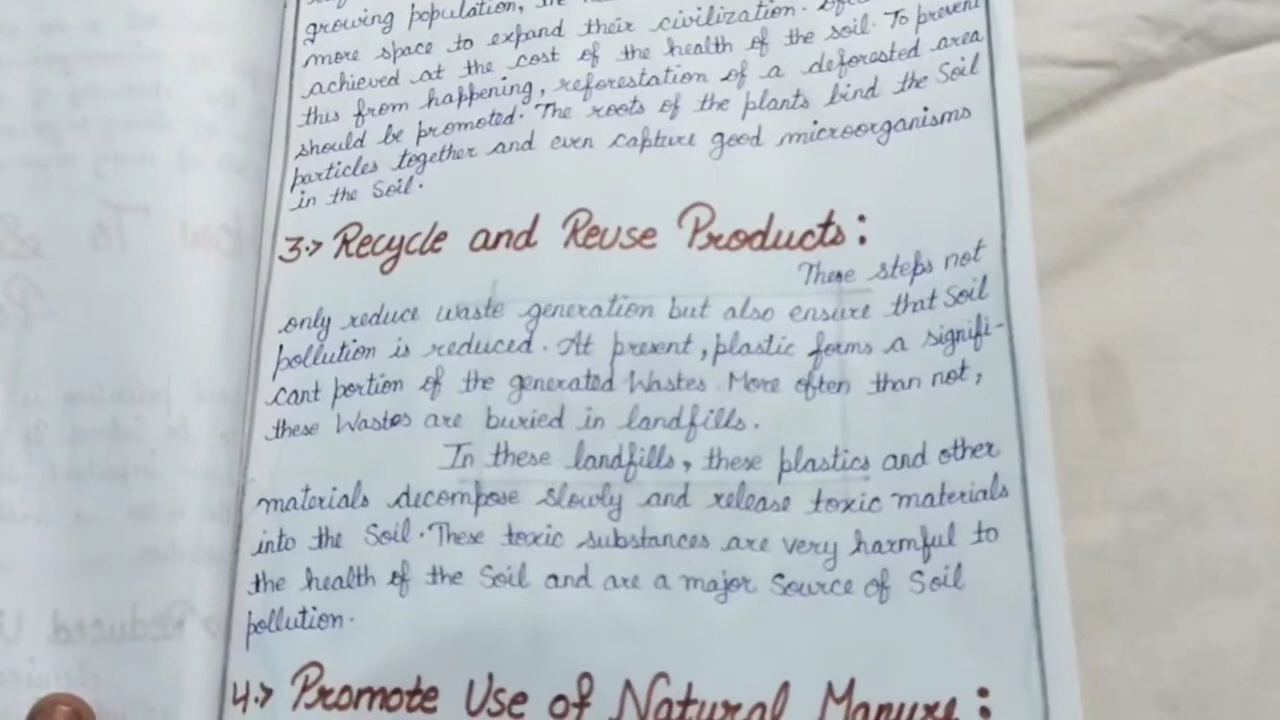 growing population, the
more space to expand their civilization.
achieved at the cost of the health of the soil. To prevent
this from happening, reforestation of a deforested area
should be promoted. The roots of the plants bind the Soil
particles together and even capture good microorganisms
in the Soil.
3.> Recycle and Reuse Products:
These steps not
only reduce waste generation but also ensure that Soil
pollution is reduced. At present, plastic forms a signifi-
cant portion of the generated Wastes. More often than not,
these Wastes are buried in landfills.
In these landfills, these plastics and other
materials decompose slowly and release toxic materials
into the Soil. These toxic substances are very harmful to
the health of the Soil and are a major Source of Soil
pollution.
4.> Promote Use of Natural Manure: